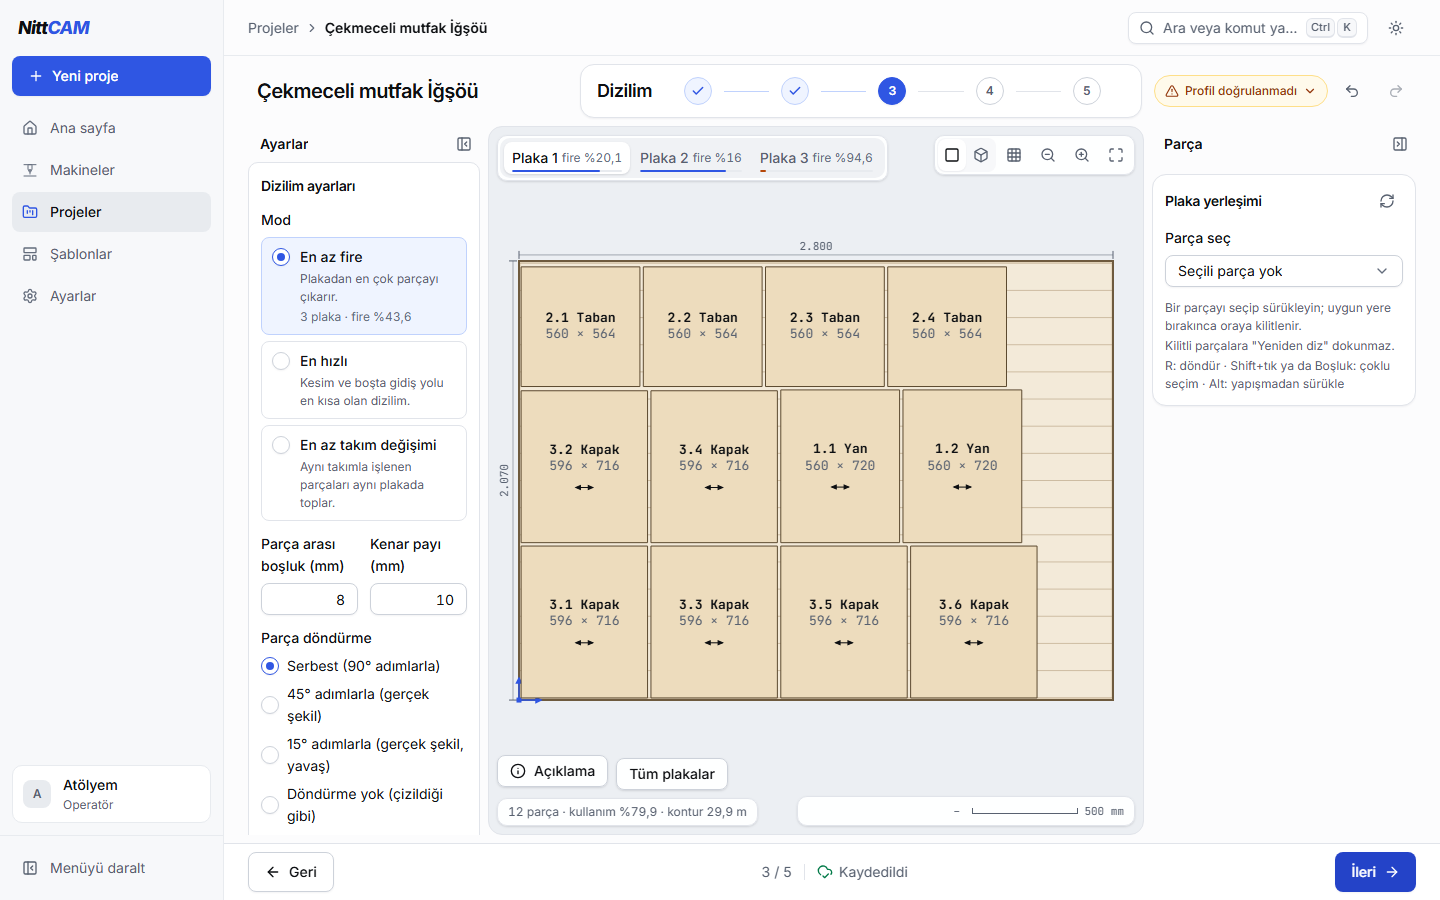 NittCAM
Yeni proje
Ana sayfa
Makineler
Projeler
Şablonlar
Ayarlar
A
Atölyem
Operatör
Menüyü daralt
Projeler > Çekmeceli mutfak İğşöü
Ara veya komut ya... Ctrl K
Çekmeceli mutfak İğşöü
Dizilim 3 4 5
Profil doğrulanmadı
Ayarlar
Dizilim ayarları
Mod
En az fire
Plakadan en çok parçayı
çıkarır.
3 plaka · fire %43,6
En hızlı
Kesim ve boşta gidiş yolu
en kısa olan dizilim.
En az takım değişimi
Aynı takımla işlenen
parçaları aynı plakada
toplar.
Parça arası
boşluk (mm)
Kenar payı
(mm)
8
10
Parça döndürme
Serbest (90° adımlarla)
45° adımlarla (gerçek
şekil)
15° adımlarla (gerçek şekil,
yavaş)
Döndürme yok (çizildiği
gibi)
Plaka 1 fire %20,1
Plaka 2 fire %16
Plaka 3 fire %94,6
2.800
2.070
2.1 Taban
560 × 564
2.2 Taban
560 × 564
2.3 Taban
560 × 564
2.4 Taban
560 × 564
3.2 Kapak
596 × 716
3.4 Kapak
596 × 716
1.1 Yan
560 × 720
1.2 Yan
560 × 720
3.1 Kapak
596 × 716
3.3 Kapak
596 × 716
3.5 Kapak
596 × 716
3.6 Kapak
596 × 716
Açıklama
Tüm plakalar
12 parça · kullanım %79,9 · kontur 29,9 m
– 500 mm
Parça
Plaka yerleşimi
Parça seç
Seçili parça yok
Bir parçayı seçip sürükleyin; uygun yere
bırakınca oraya kilitlenir.
Kilitli parçalara "Yeniden diz" dokunmaz.
R: döndür · Shift+tık ya da Boşluk: çoklu
seçim · Alt: yapışmadan sürükle
Geri
3 / 5
Kaydedildi
İleri